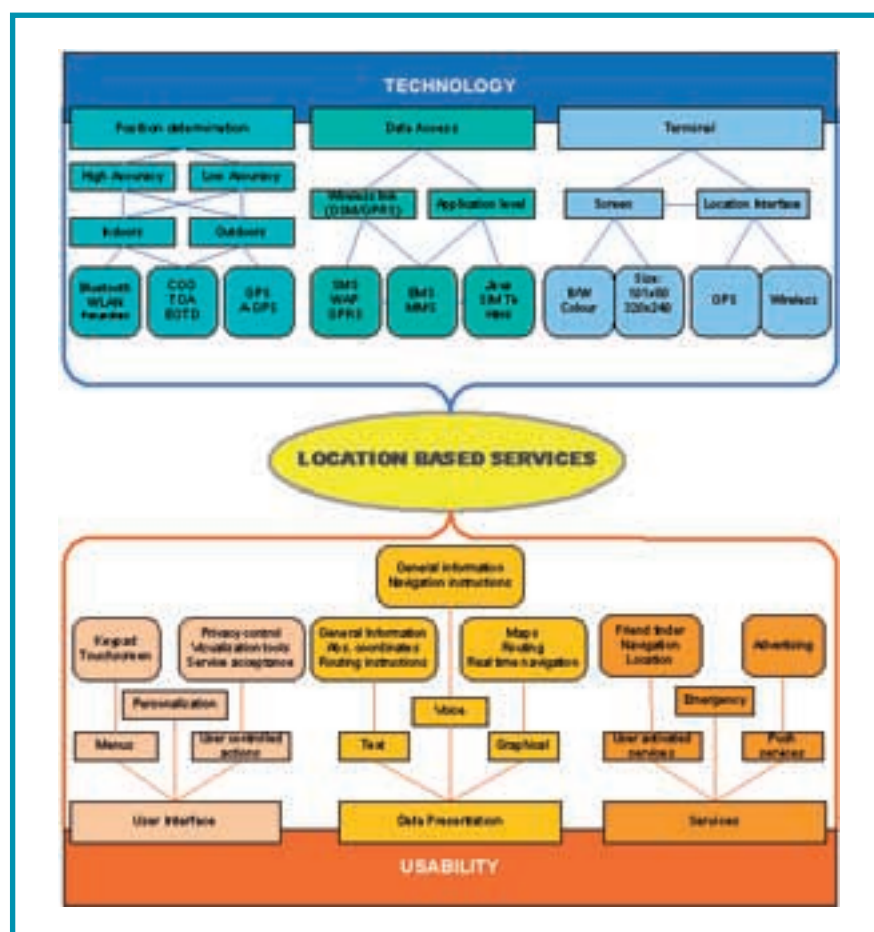 TECHNOLOGY
Position determination
Data Access
Terminal
High Accuracy
Low Accuracy
Wireless link
(GSM/GPRS)
Application level
Screen
Location Interface
Indoors
Outdoors
Bluetooth
WLAN
COO
TOA
EOTD
GPS
A-GPS
SMS
WAP
GPRS
EMS
MMS
Java
SIM Tk
B/W
Colour
Size:
101x80
320x240
GPS
Wireless
LOCATION BASED SERVICES
General information
Navigation instructions
Keypad
Touchscreen
Privacy control
Visualization tools
Service acceptance
General Information
Abs. coordinates
Routing instructions
Maps
Routing
Real time navigation
Friend finder
Navigation
Location
Advertising
Personalization
Voice
Emergency
Menus
User controlled
actions
Text
Graphical
User activated
services
Push
services
User Interface
Data Presentation
Services
USABILITY